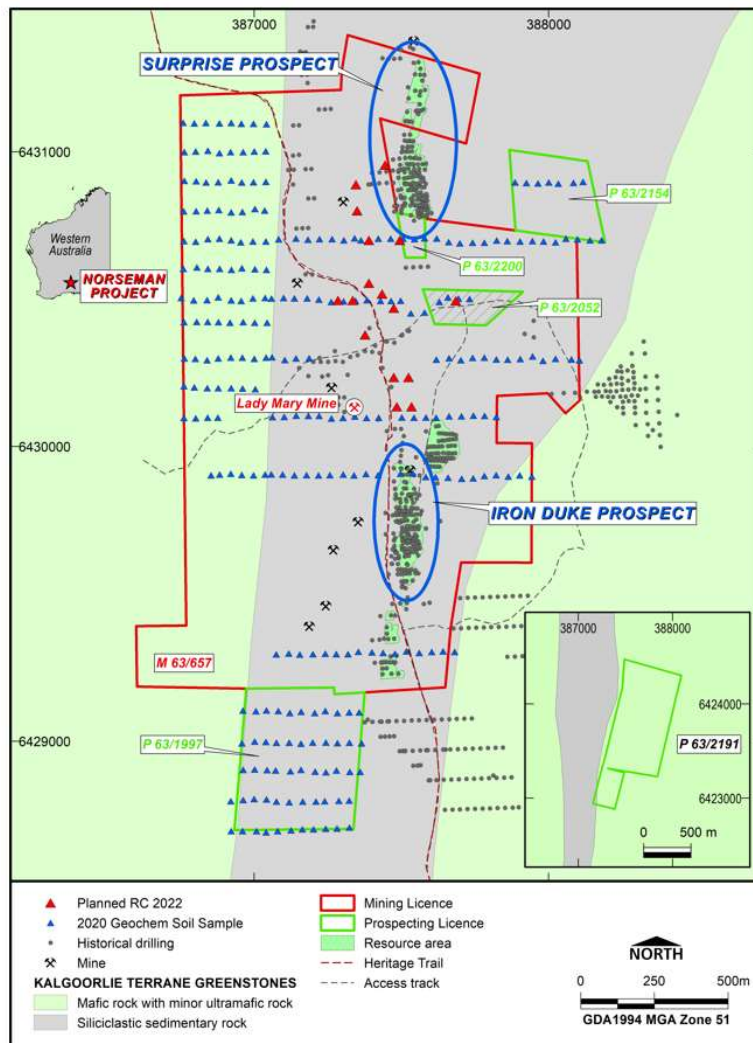 387000
388000
SURPRISE PROSPECT
6431000
P 63/2154
Western
Australia
NORSEMAN
PROJECT
P 63/2200
P 63/2052
Lady Mary Mine
6430000
IRON DUKE PROSPECT
M 63/657
387000
388000
6424000
P 63/2191
6429000
P 63/1997
6423000
0
500 m
Planned RC 2022
2020 Geochem Soil Sample
Historical drilling
Mine
KALGOORLIE TERRANE GREENSTONES
Mafic rock with minor ultramafic rock
Siliciclastic sedimentary rock
Mining Licence
Prospecting Licence
Resource area
Heritage Trail
Access track
NORTH
0
250
500m
GDA1994 MGA Zone 51